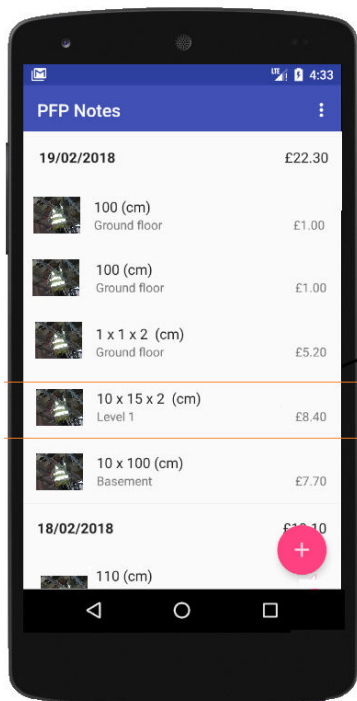 LTE 4:33
PFP Notes
19/02/2018 £22.30
100 (cm)
Ground floor £1.00
100 (cm)
Ground floor £1.00
1 x 1 x 2 (cm)
Ground floor £5.20
10 x 15 x 2 (cm)
Level 1 £8.40
10 x 100 (cm)
Basement £7.70
18/02/2018
110 (cm)